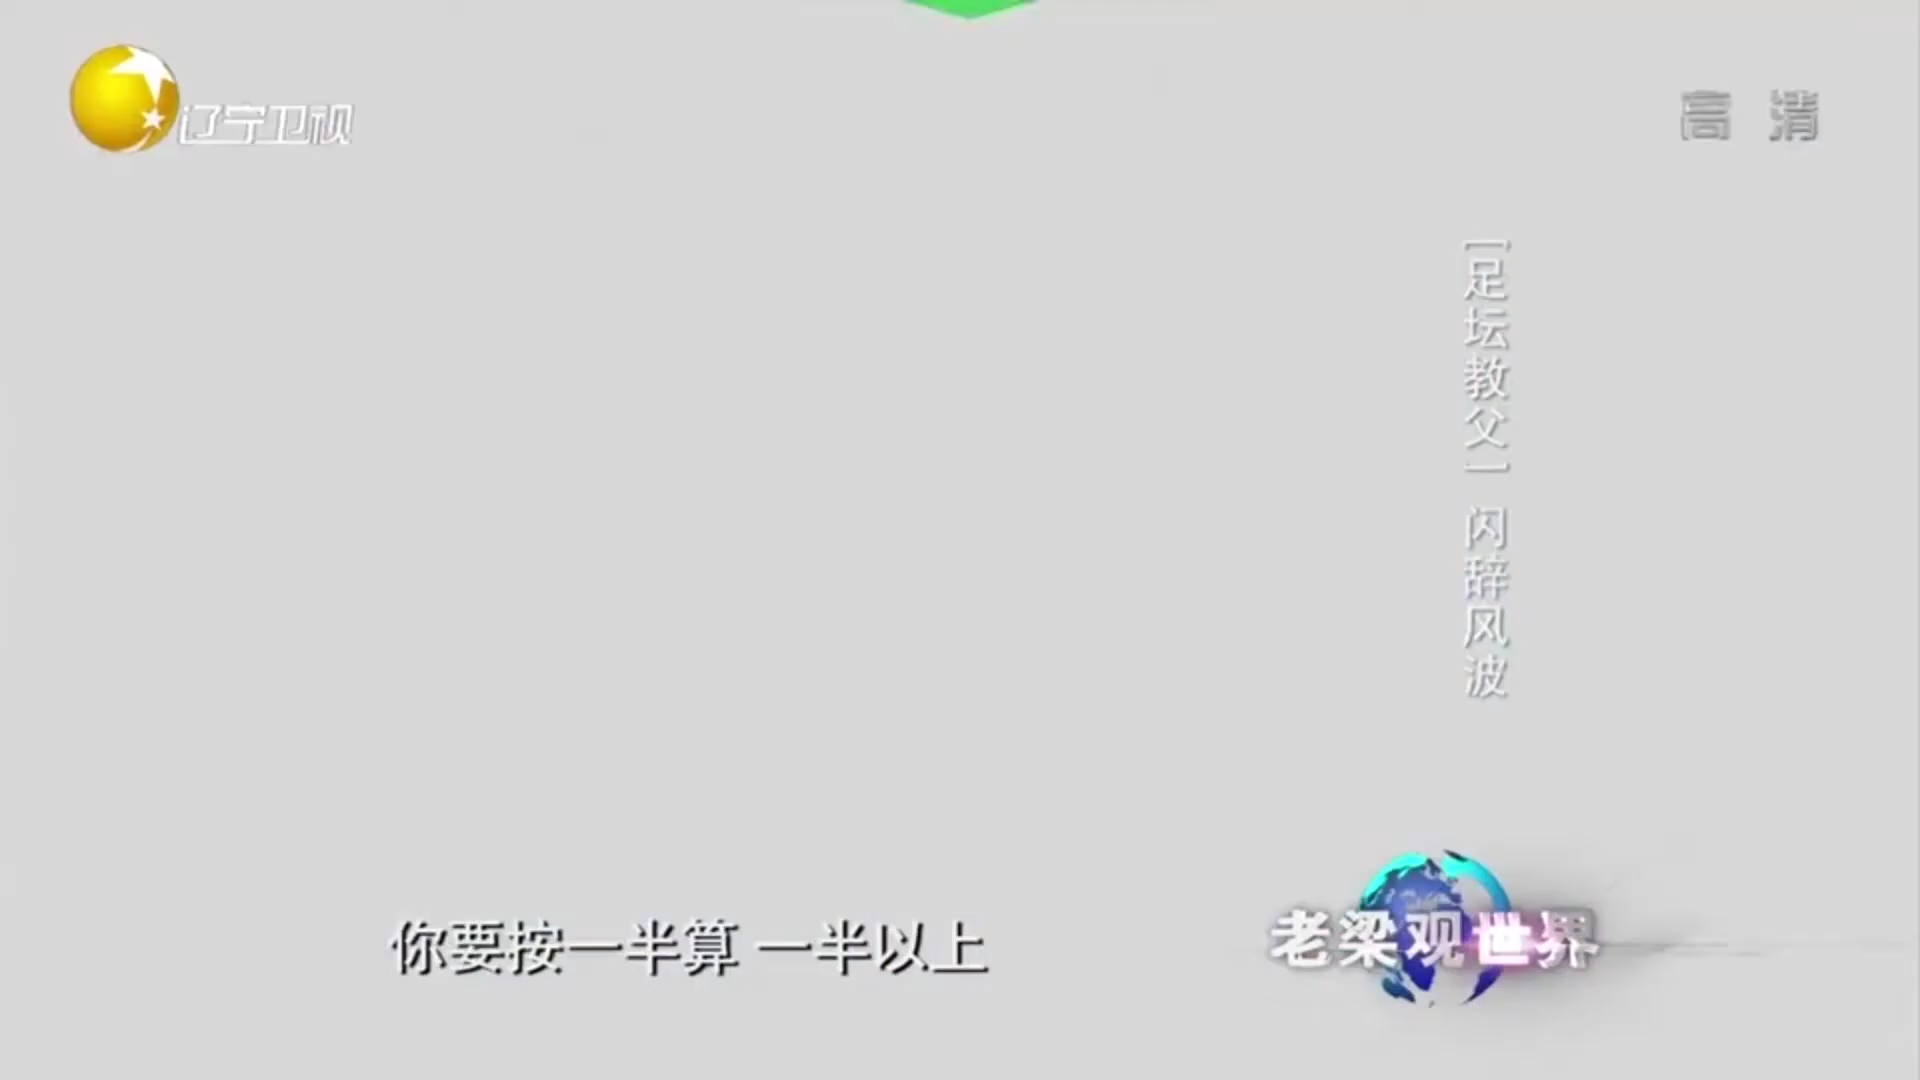 辽宁卫视
高清
「足坛教父」闪辞风波
你要按一半算 一半以上
老梁观世界